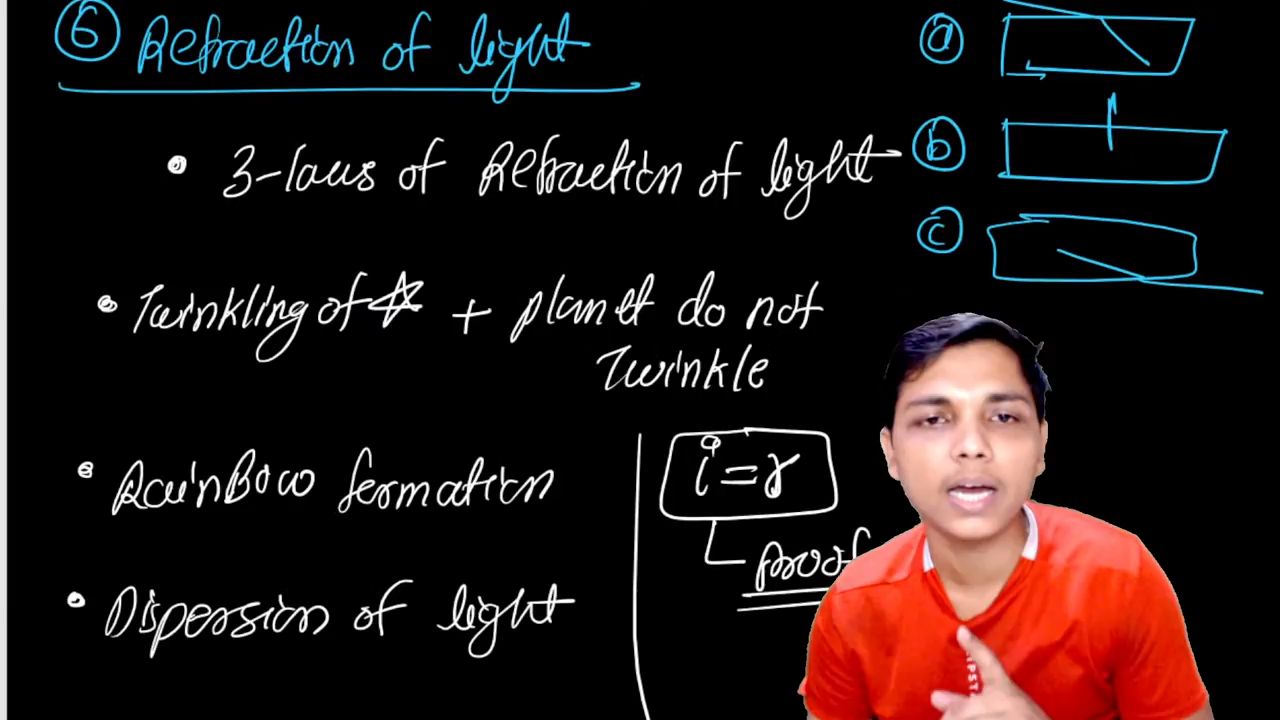 6 Refraction of light
• 3-laws of Refraction of light
a
b
c
• Twinkling of ☆ + planet do not
Twinkle
• RainBow formation
i = r
Proof
• Dispersion of light